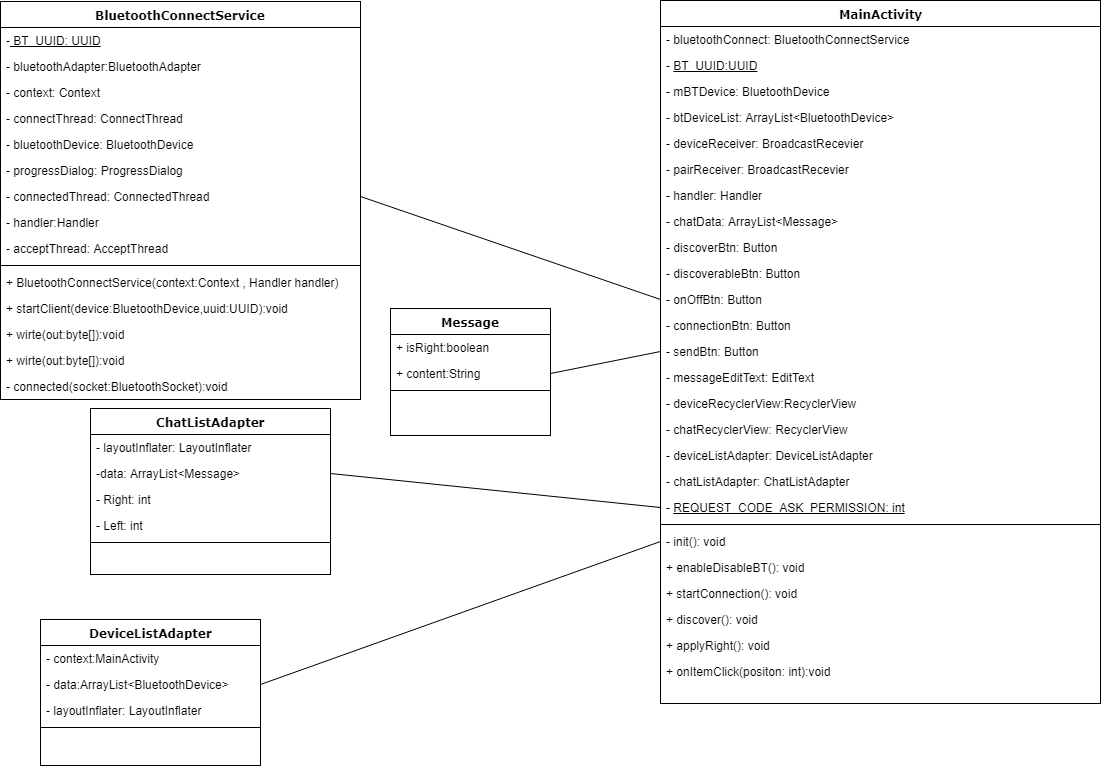 BluetoothConnectService
- BT_UUID: UUID
- bluetoothAdapter:BluetoothAdapter
- context: Context
- connectThread: ConnectThread
- bluetoothDevice: BluetoothDevice
- progressDialog: ProgressDialog
- connectedThread: ConnectedThread
- handler:Handler
- acceptThread: AcceptThread
+ BluetoothConnectService(context:Context , Handler handler)
+ startClient(device:BluetoothDevice,uuid:UUID):void
+ wirte(out:byte[]):void
+ wirte(out:byte[]):void
- connected(socket:BluetoothSocket):void
MainActivity
- bluetoothConnect: BluetoothConnectService
- BT_UUID:UUID
- mBTDevice: BluetoothDevice
- btDeviceList: ArrayList<BluetoothDevice>
- deviceReceiver: BroadcastRecevier
- pairReceiver: BroadcastRecevier
- handler: Handler
- chatData: ArrayList<Message>
- discoverBtn: Button
- discoverableBtn: Button
- onOffBtn: Button
- connectionBtn: Button
- sendBtn: Button
- messageEditText: EditText
- deviceRecyclerView:RecyclerView
- chatRecyclerView: RecyclerView
- deviceListAdapter: DeviceListAdapter
- chatListAdapter: ChatListAdapter
- REQUEST_CODE_ASK_PERMISSION: int
- init(): void
+ enableDisableBT(): void
+ startConnection(): void
+ discover(): void
+ applyRight(): void
+ onItemClick(positon: int):void
Message
+ isRight:boolean
+ content:String
ChatListAdapter
- layoutInflater: LayoutInflater
-data: ArrayList<Message>
- Right: int
- Left: int
DeviceListAdapter
- context:MainActivity
- data:ArrayList<BluetoothDevice>
- layoutInflater: LayoutInflater